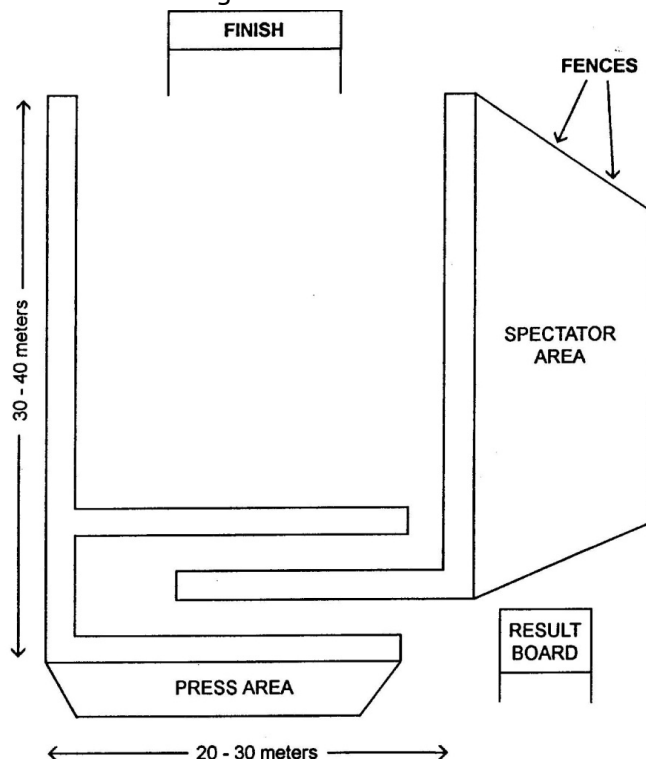 FINISH
FENCES
30 - 40 meters
SPECTATOR
AREA
RESULT
BOARD
PRESS AREA
20 - 30 meters